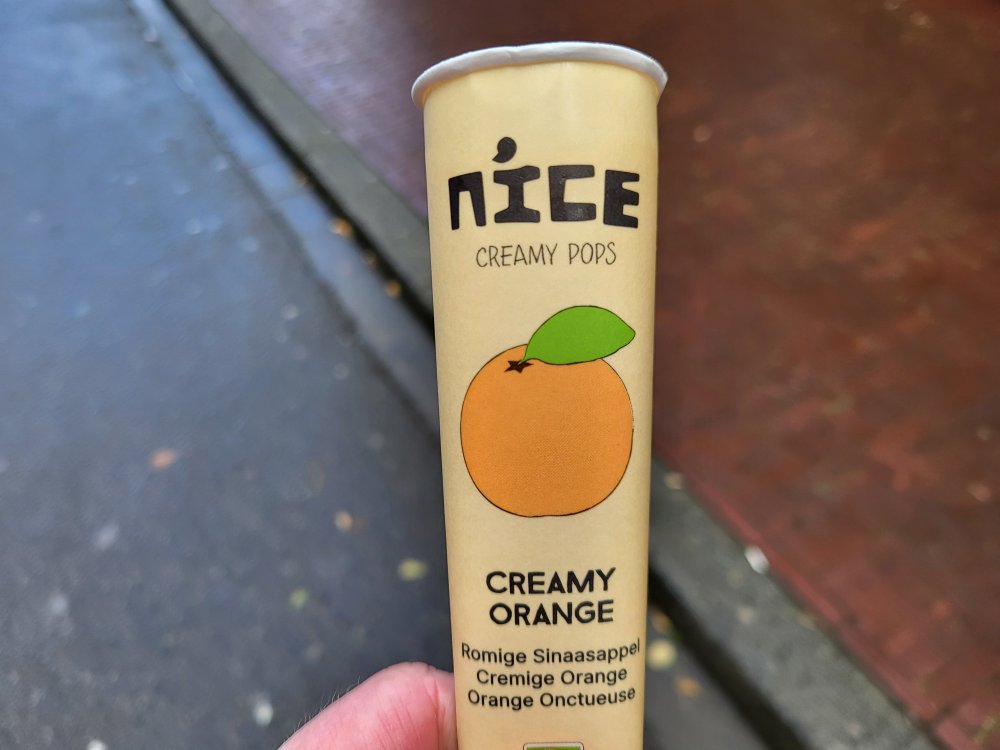 nice
CREAMY POPS
CREAMY
ORANGE
Romige Sinaasappel
Cremige Orange
Orange Onctueuse